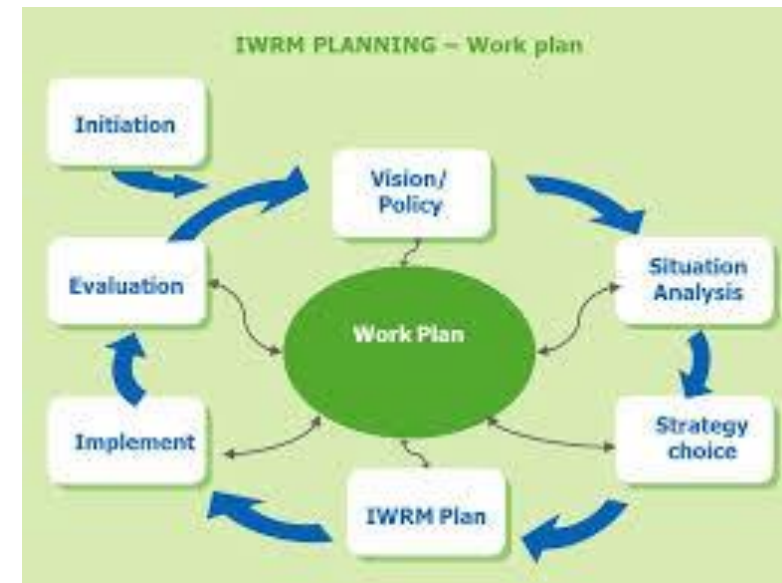 IWRM PLANNING – Work plan
Initiation
Vision/
Policy
Evaluation
Situation
Analysis
Work Plan
Implement
Strategy
choice
IWRM Plan